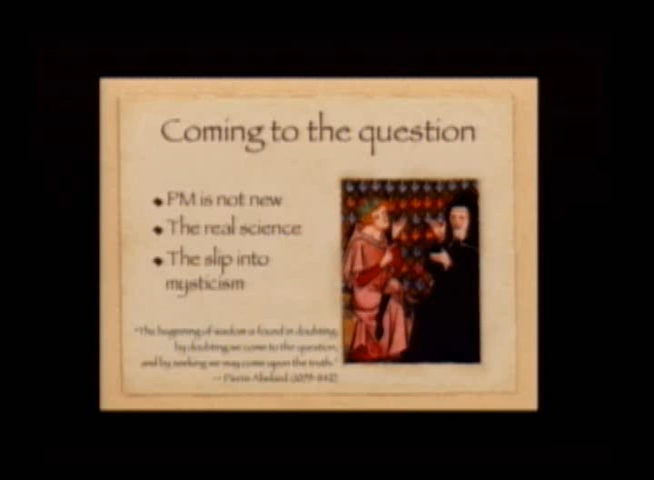 Coming to the question
• PM is not new
• The real science
• The slip into
mysticism
"The beginning of wisdom is found in doubting;
by doubting we come to the question,
and by seeking we may come upon the truth."
-- Pierre Abelard